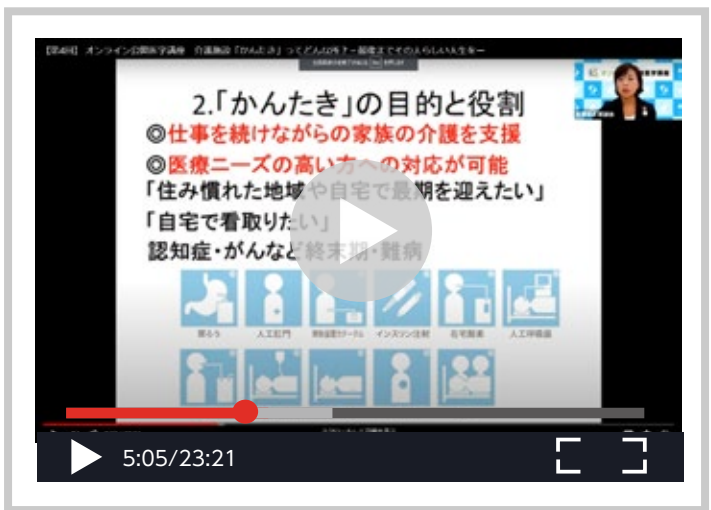 【第4回】 オンライン公開医学講座 介護施設「かんたき」ってどんな所？-最後までその人らしい人生を-
2.「かんたき」の目的と役割
◎仕事を続けながらの家族の介護を支援
◎医療ニーズの高い方への対応が可能
「住み慣れた地域や自宅で最期を迎えたい」
「自宅で看取りたい」
認知症・がんなど終末期・難病
胃ろう 人工肛門 インスリン注射 在宅酸素 人工呼吸器
5:05/23:21